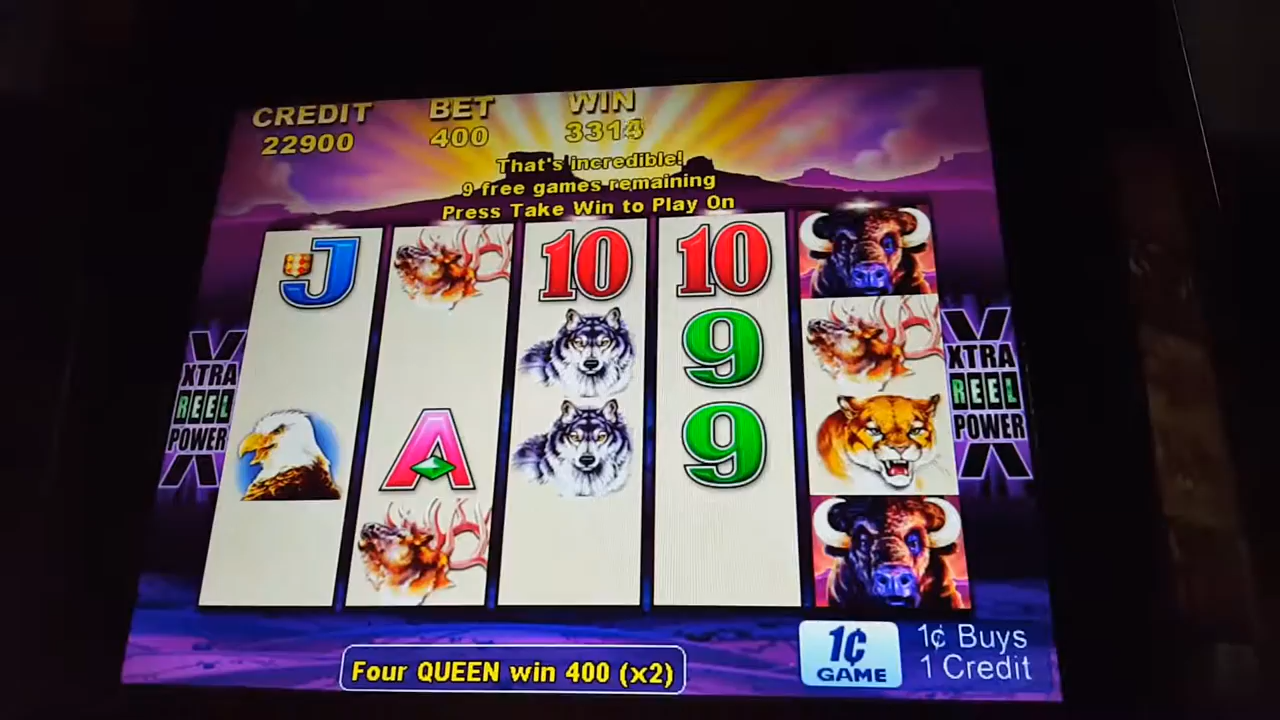 CREDIT BET WIN
22900 400 3314
That's incredible!
9 free games remaining
Press Take Win to Play On
J 10 10
9
A 9
XTRA
REEL
POWER
XTRA
REEL
POWER
Four QUEEN win 400 (x2)
1¢
GAME
1¢ Buys
1 Credit